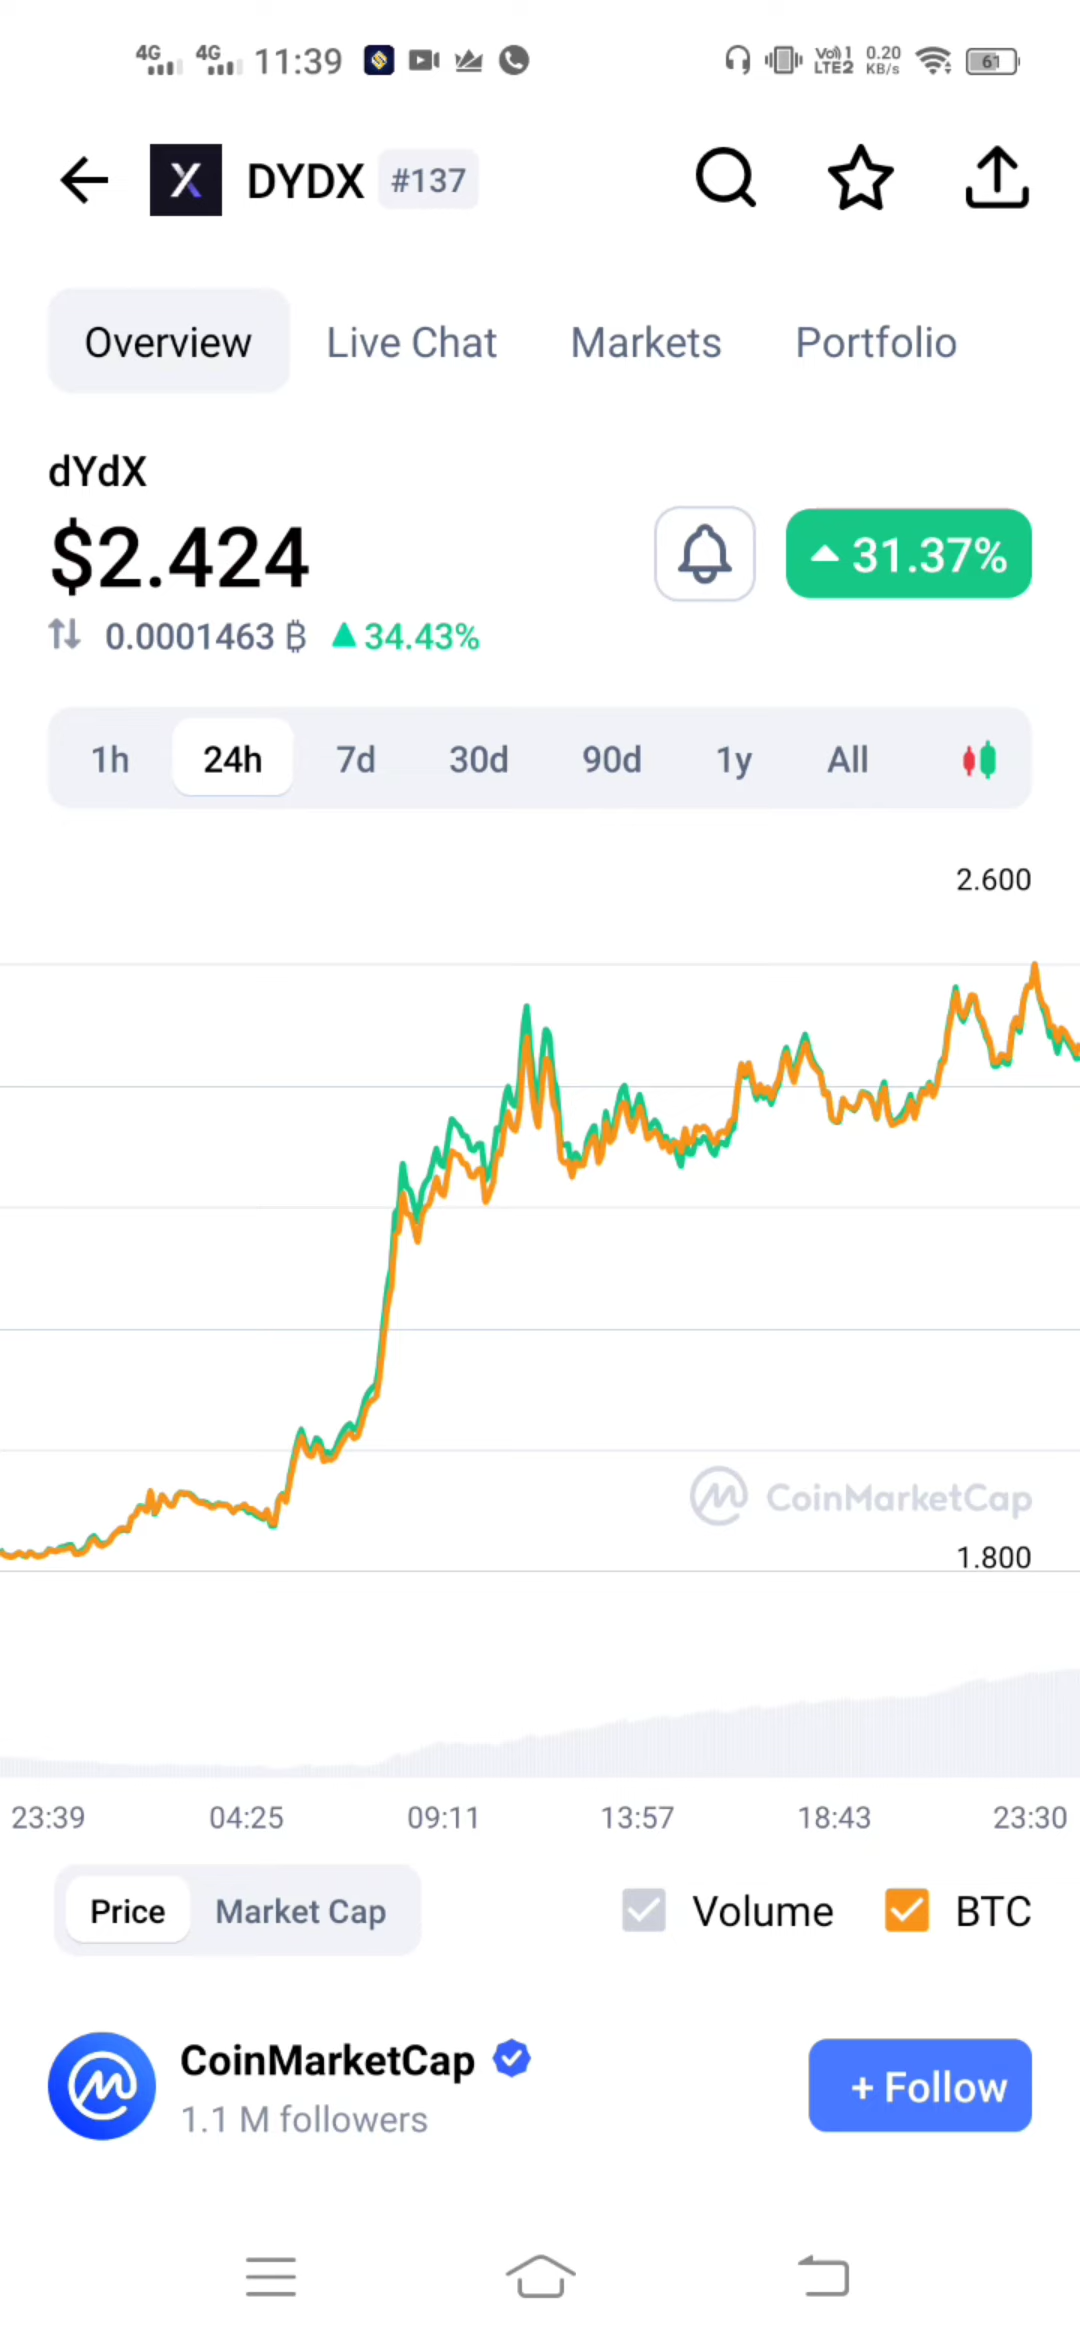 4G 4G 11:39 Vo) 1 LTE2 0.20 KB/s 61
DYDX #137
Overview Live Chat Markets Portfolio
dYdX
$2.424 31.37%
0.0001463 ₿ 34.43%
1h 24h 7d 30d 90d 1y All
2.600
CoinMarketCap
1.800
23:39 04:25 09:11 13:57 18:43 23:30
Price Market Cap Volume BTC
CoinMarketCap
1.1 M followers
+ Follow